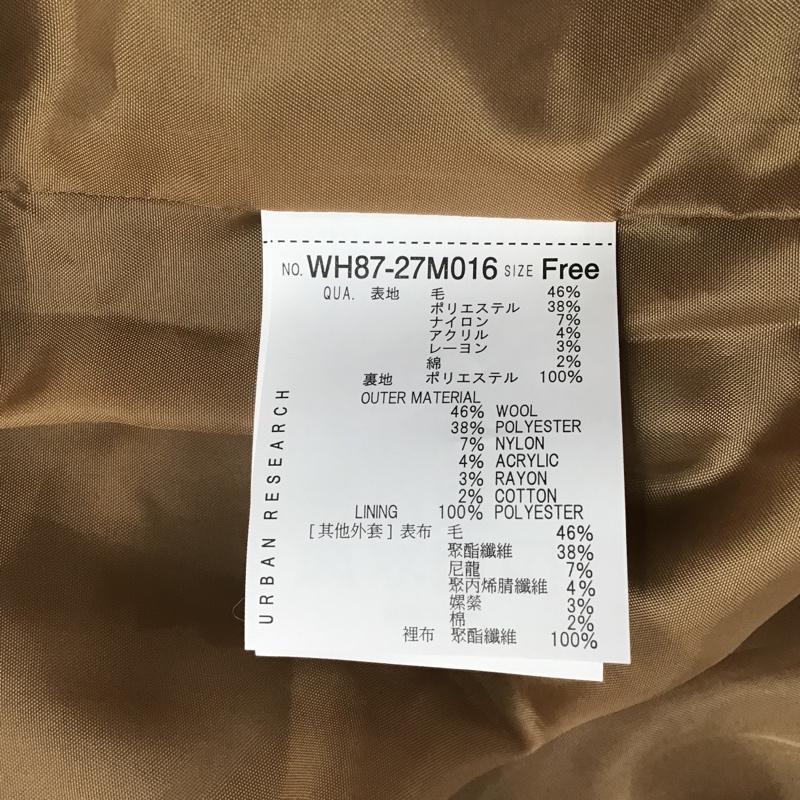 NO. WH87-27M016 SIZE Free
QUA. 表地 毛 46%
ポリエステル 38%
ナイロン 7%
アクリル 4%
レーヨン 3%
綿 2%
裏地 ポリエステル 100%
OUTER MATERIAL
46% WOOL
38% POLYESTER
7% NYLON
4% ACRYLIC
3% RAYON
2% COTTON
LINING 100% POLYESTER
[其他外套] 表布 毛 46%
聚酯纖維 38%
尼龍 7%
聚丙烯腈纖維 4%
嫘縈 3%
棉 2%
裡布 聚酯纖維 100%
URBAN RESEARCH